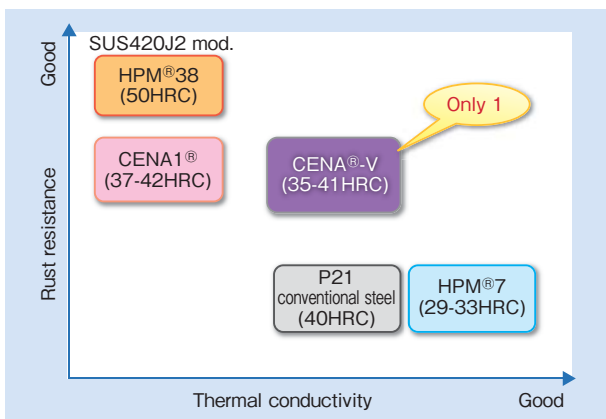 SUS420J2 mod.
Good
HPM®38
(50HRC)
Only 1
CENA1®
(37-42HRC)
CENA®-V
(35-41HRC)
Rust resistance
P21
conventional steel
(40HRC)
HPM®7
(29-33HRC)
Thermal conductivity
Good